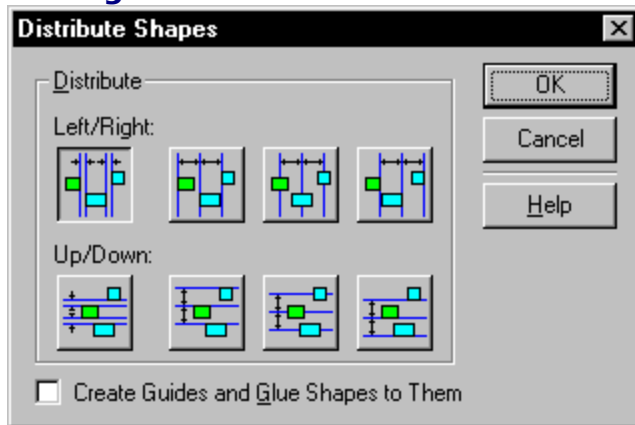 Distribute Shapes
Distribute
OK
Left/Right:
Cancel
Help
Up/Down:
Create Guides and Glue Shapes to Them